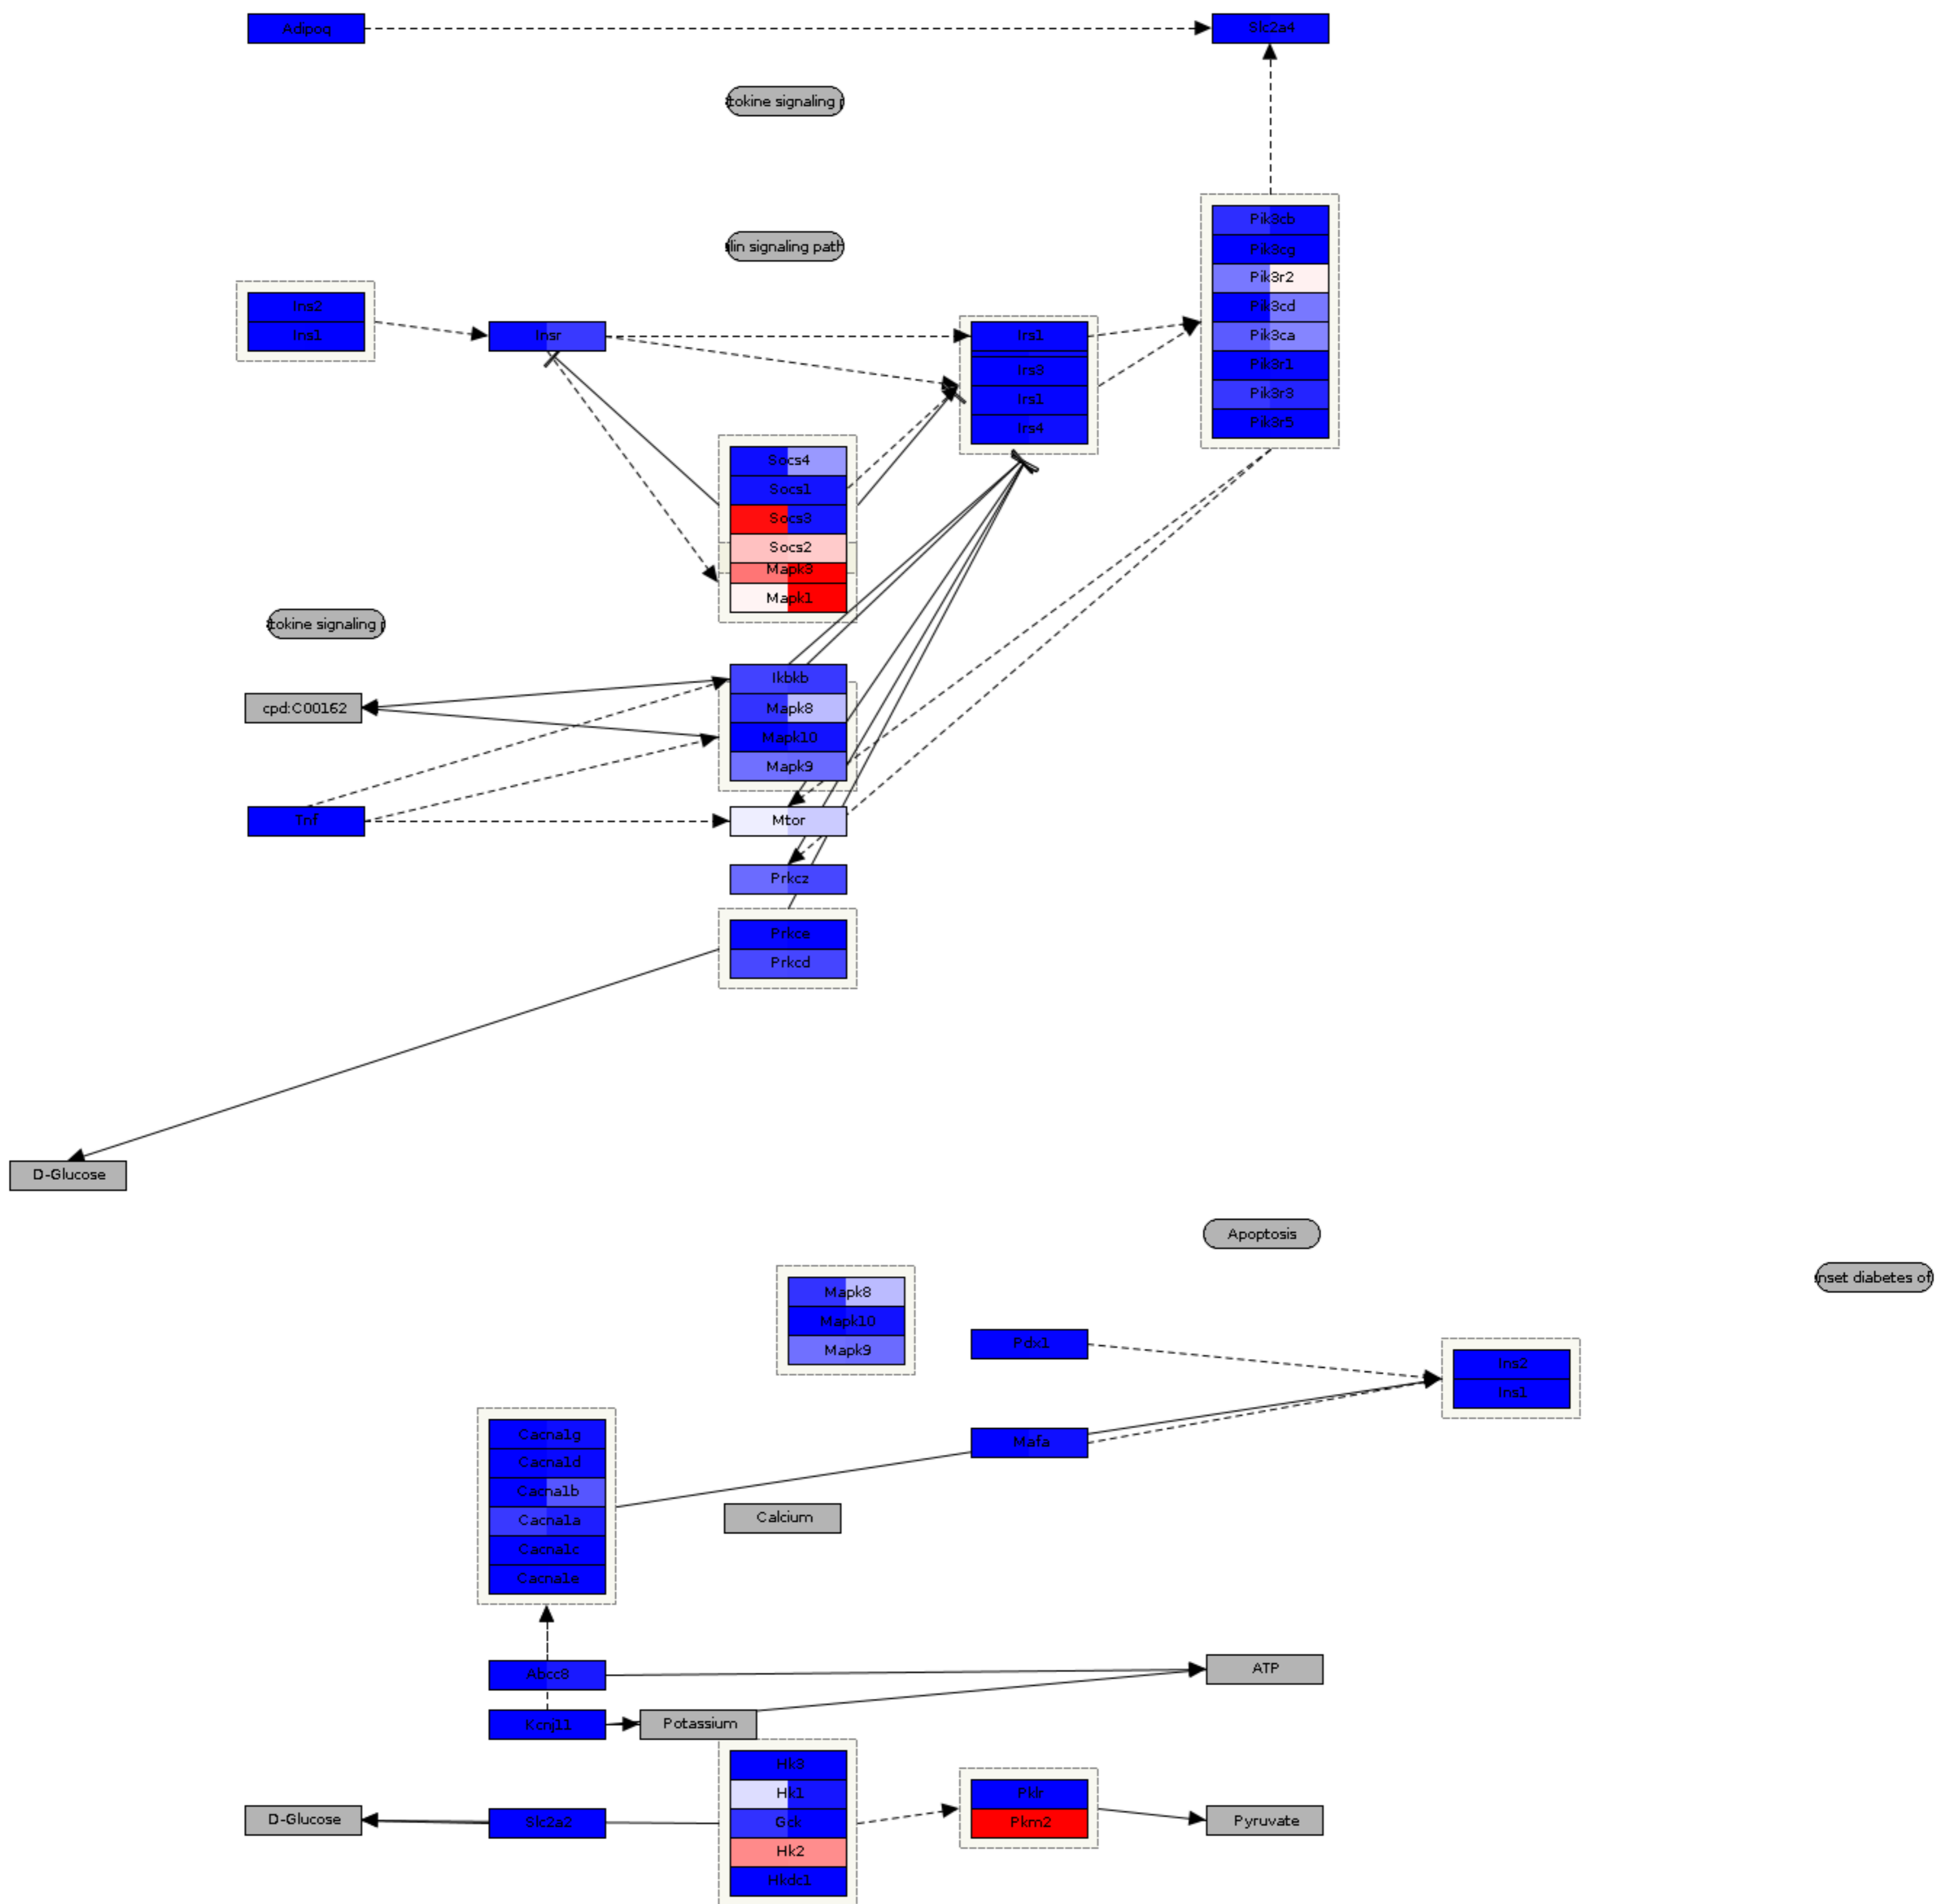 Adipoq
Slc2a4
tokine signaling p
lin signaling path
Pik3cb
Pik3cg
Pik3r2
Pik3cd
Pik3ca
Pik3r1
Pik3r3
Pik3r5
Ins2
Ins1
Insr
Irs1
Irs3
Irs1
Irs4
Socs4
Socs1
Socs3
Socs2
Mapk3
Mapk1
tokine signaling p
Ikbkb
Mapk8
Mapk10
Mapk9
cpd:C00162
Tnf
Mtor
Prkcz
Prkce
Prkcd
D-Glucose
Apoptosis
nset diabetes of
Mapk8
Mapk10
Mapk9
Pdx1
Ins2
Ins1
Mafa
Cacna1g
Cacna1d
Cacna1b
Cacna1a
Cacna1c
Cacna1e
Calcium
Abcc8
ATP
Kcnj11
Potassium
Hk3
Hk1
Gck
Hk2
Hkdc1
Pklr
Pkm2
D-Glucose
Slc2a2
Pyruvate